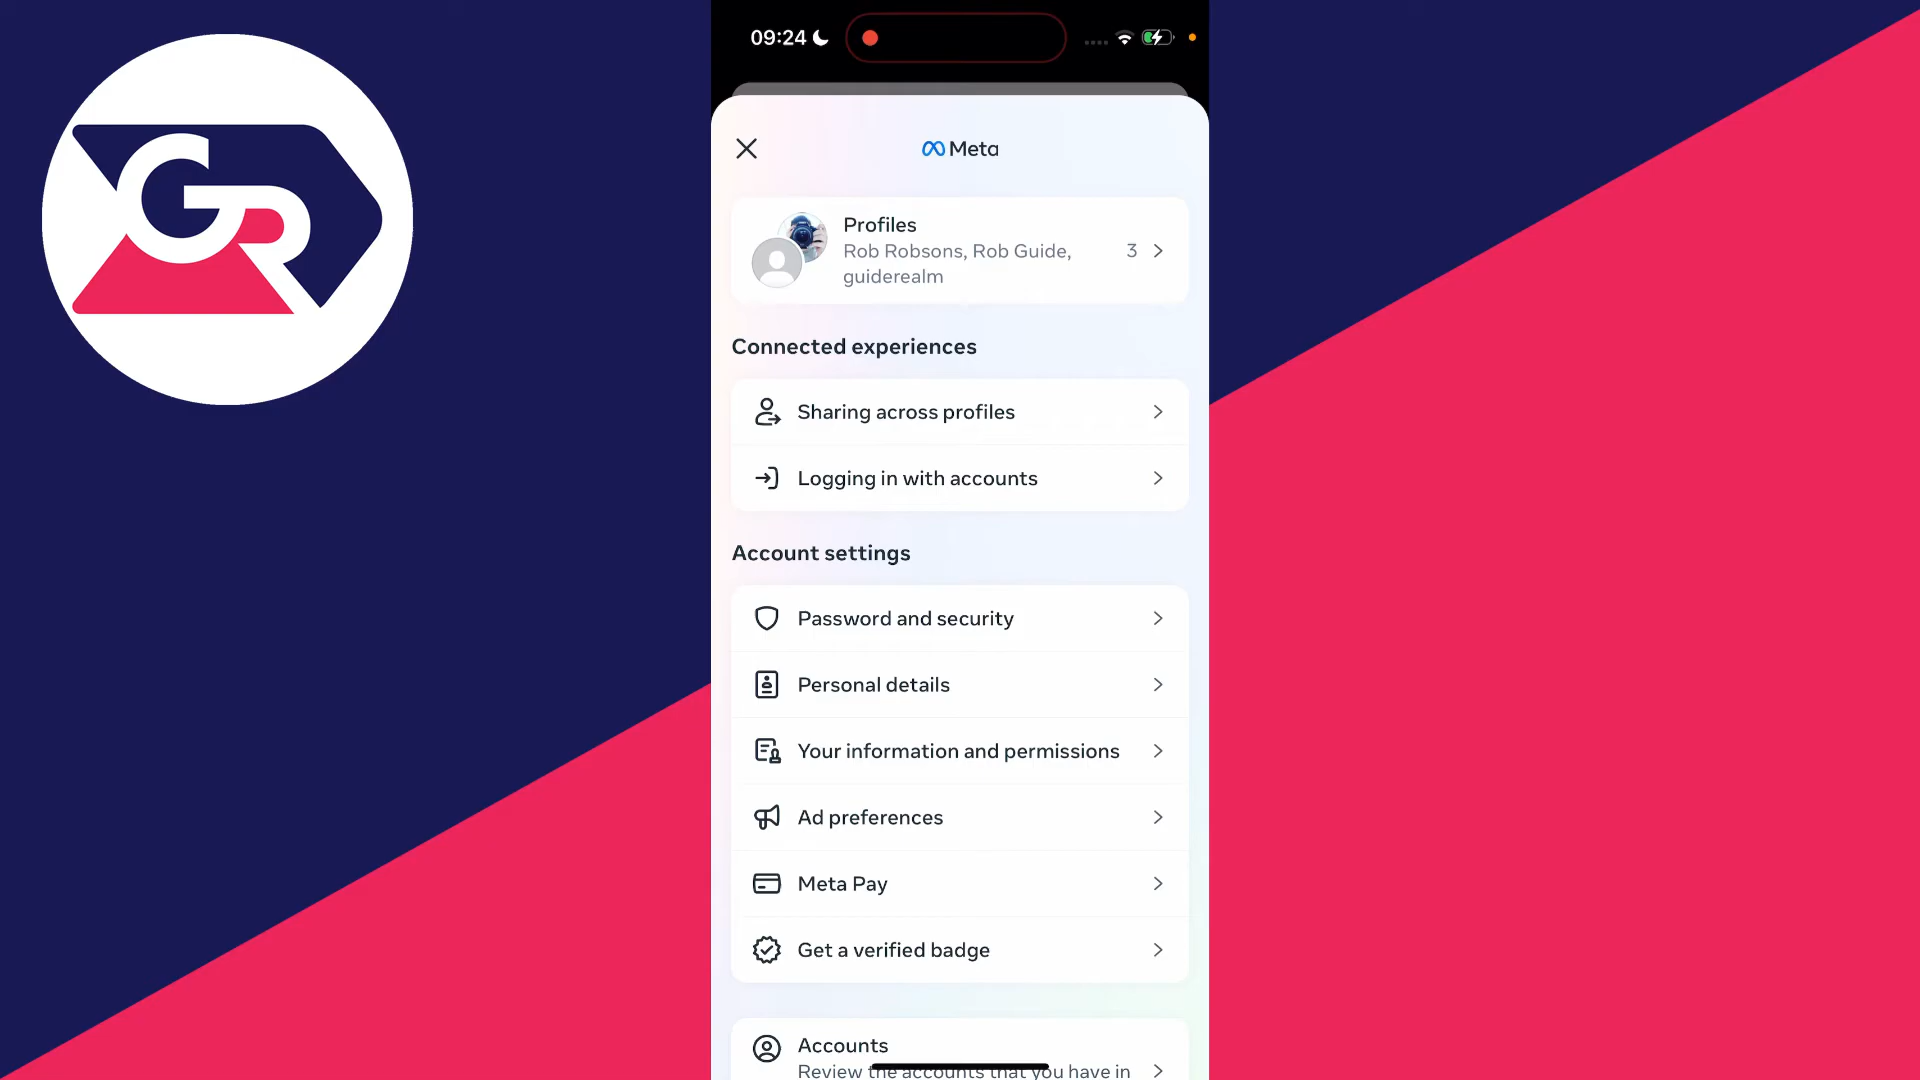 GR
09:24
Meta
Profiles
Rob Robsons, Rob Guide,
guiderealm
3
Connected experiences
Sharing across profiles
Logging in with accounts
Account settings
Password and security
Personal details
Your information and permissions
Ad preferences
Meta Pay
Get a verified badge
Accounts
Review the accounts that you have in